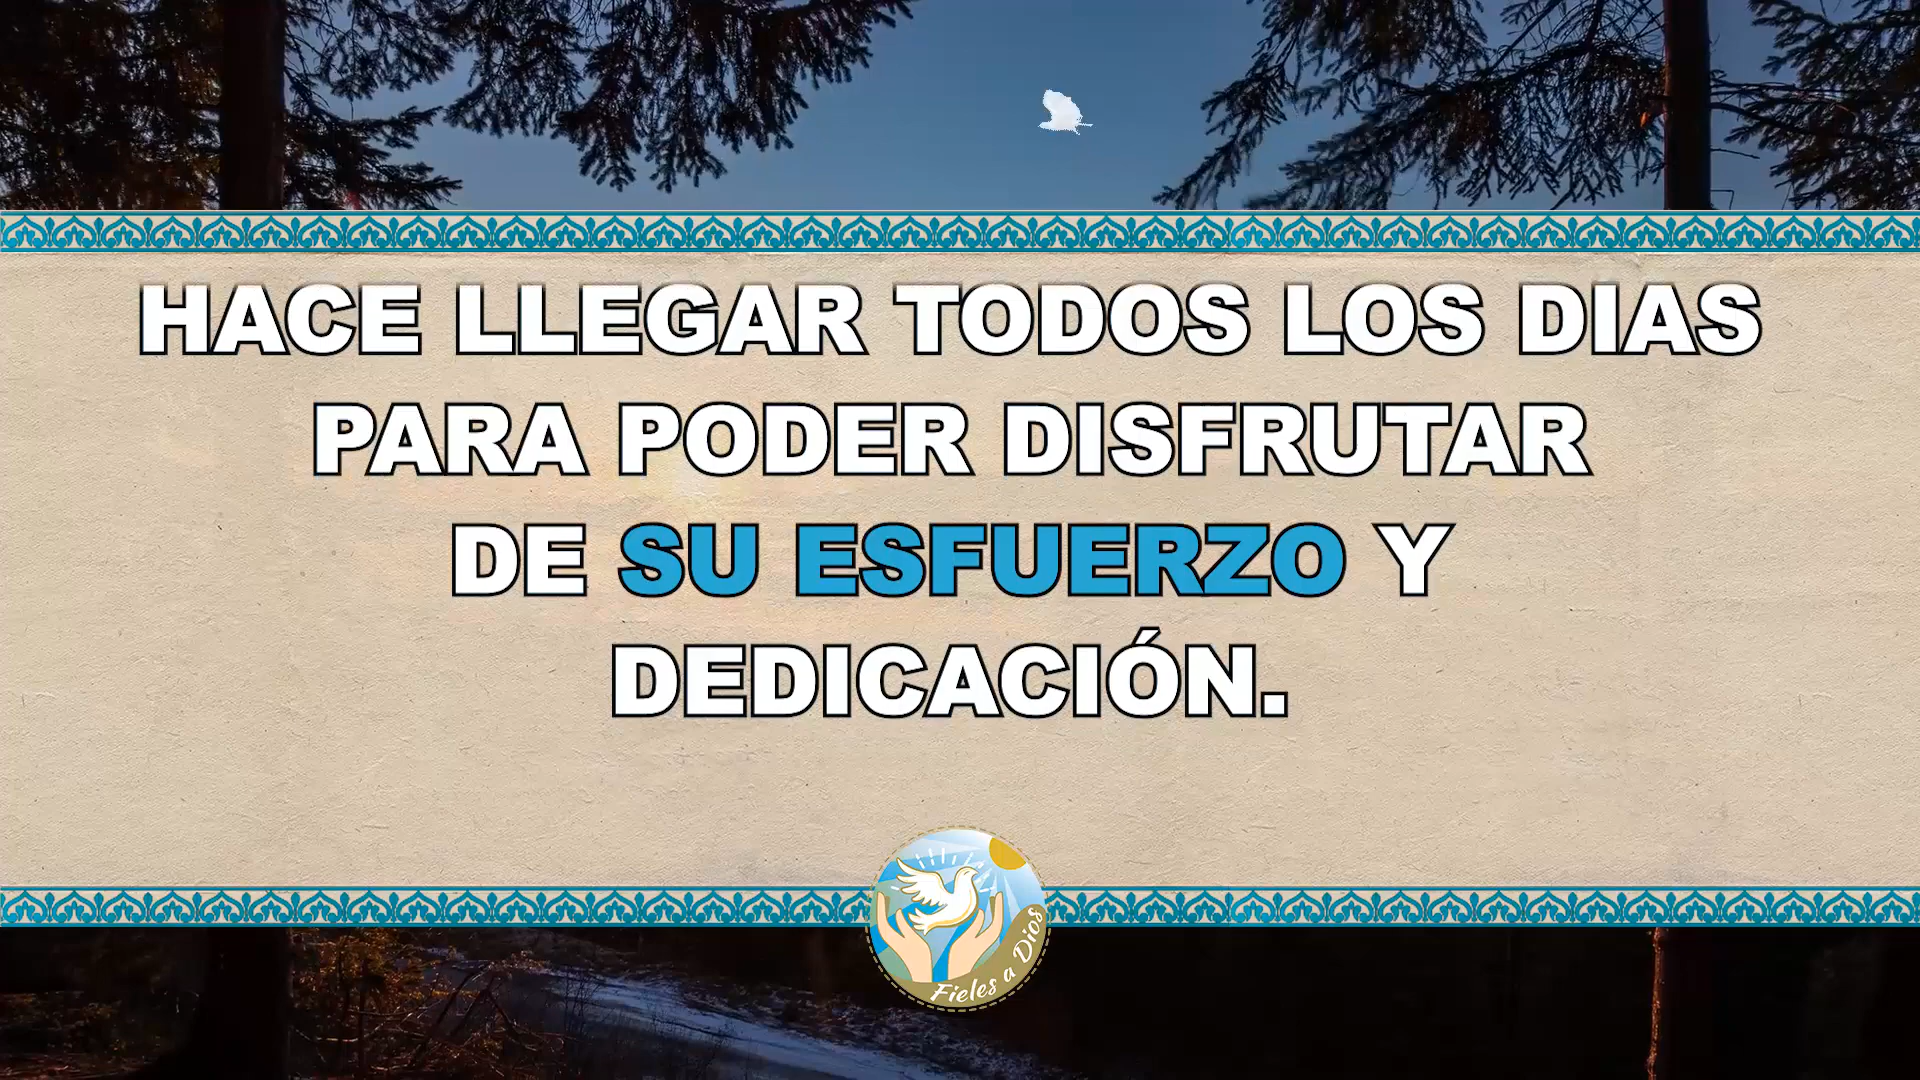 HACE LLEGAR TODOS LOS DIAS
PARA PODER DISFRUTAR
DE SU ESFUERZO Y
DEDICACIÓN.
Fieles a Dios